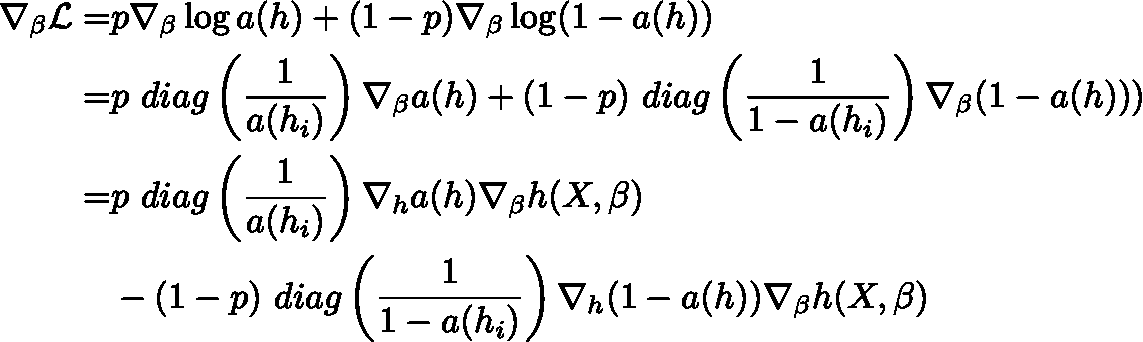 ∇_β 𝓛 = p∇_β log a(h) + (1 − p)∇_β log(1 − a(h))
= p diag (1 / a(h_i)) ∇_β a(h) + (1 − p) diag (1 / (1 − a(h_i))) ∇_β (1 − a(h)))
= p diag (1 / a(h_i)) ∇_h a(h)∇_β h(X, β)
− (1 − p) diag (1 / (1 − a(h_i))) ∇_h (1 − a(h))∇_β h(X, β)